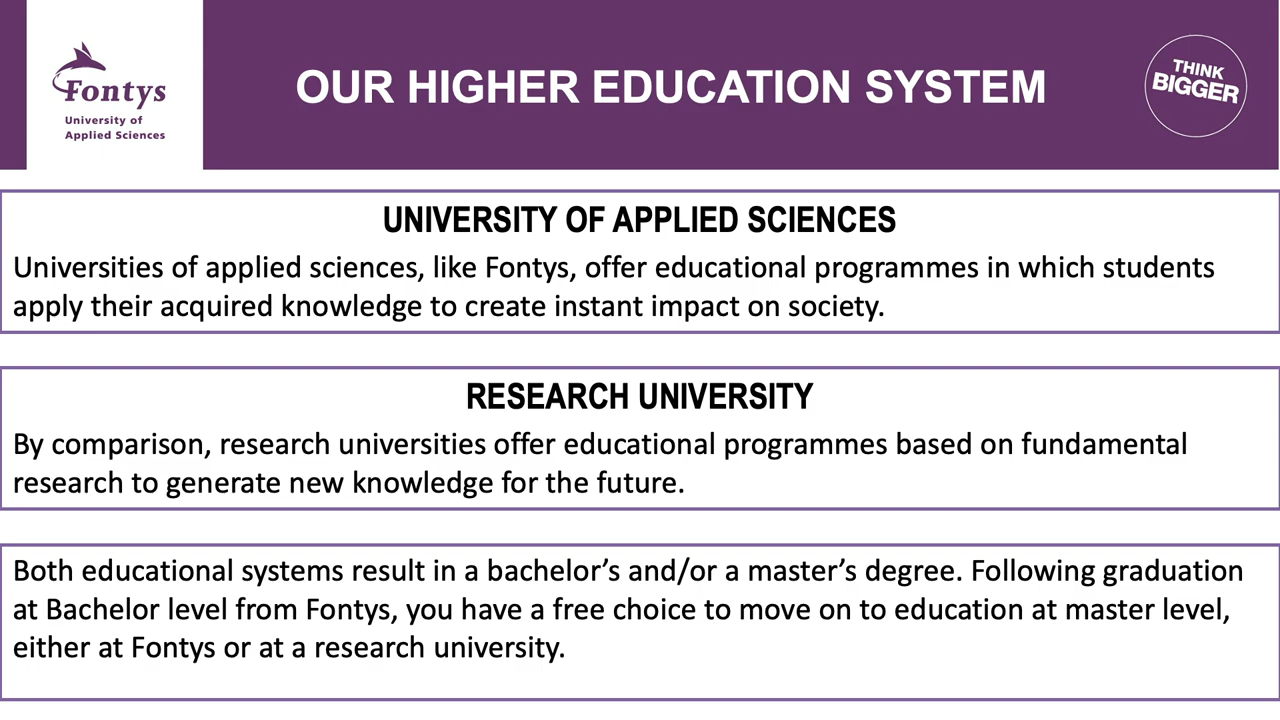 Fontys
University of
Applied Sciences
OUR HIGHER EDUCATION SYSTEM
THINK
BIGGER
UNIVERSITY OF APPLIED SCIENCES
Universities of applied sciences, like Fontys, offer educational programmes in which students
apply their acquired knowledge to create instant impact on society.
RESEARCH UNIVERSITY
By comparison, research universities offer educational programmes based on fundamental
research to generate new knowledge for the future.
Both educational systems result in a bachelor’s and/or a master’s degree. Following graduation
at Bachelor level from Fontys, you have a free choice to move on to education at master level,
either at Fontys or at a research university.